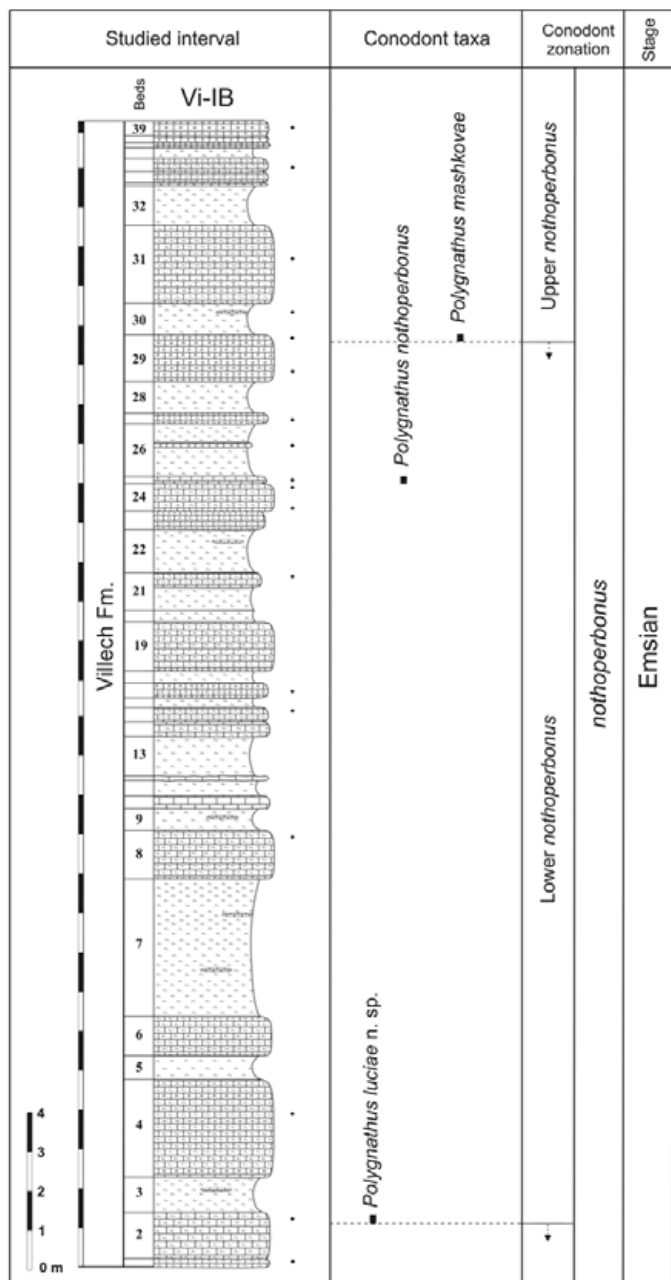 Studied interval
Conodont taxa
Conodont
zonation
Stage
Beds
Vi-IB
39
32
31
30
29
28
26
24
22
21
19
13
9
8
7
6
5
4
3
2
Villech Fm.
4
3
2
1
0 m
Polygnathus luciae n. sp.
Polygnathus nothoperbonus
Polygnathus mashkovae
Upper nothoperbonus
Lower nothoperbonus
nothoperbonus
Emsian